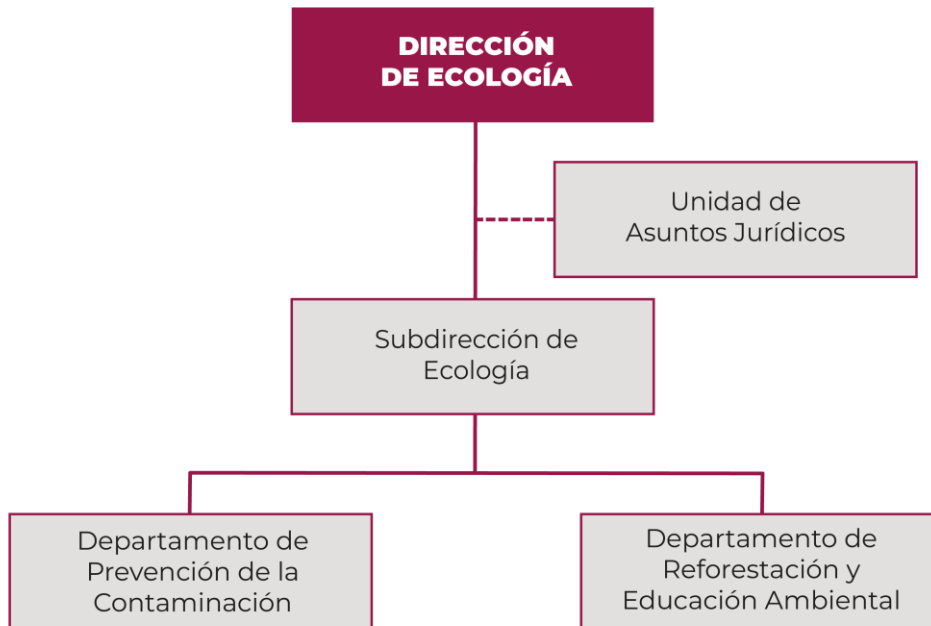 DIRECCIÓN
DE ECOLOGÍA
Unidad de
Asuntos Jurídicos
Subdirección de
Ecología
Departamento de
Prevención de la
Contaminación
Departamento de
Reforestación y
Educación Ambiental